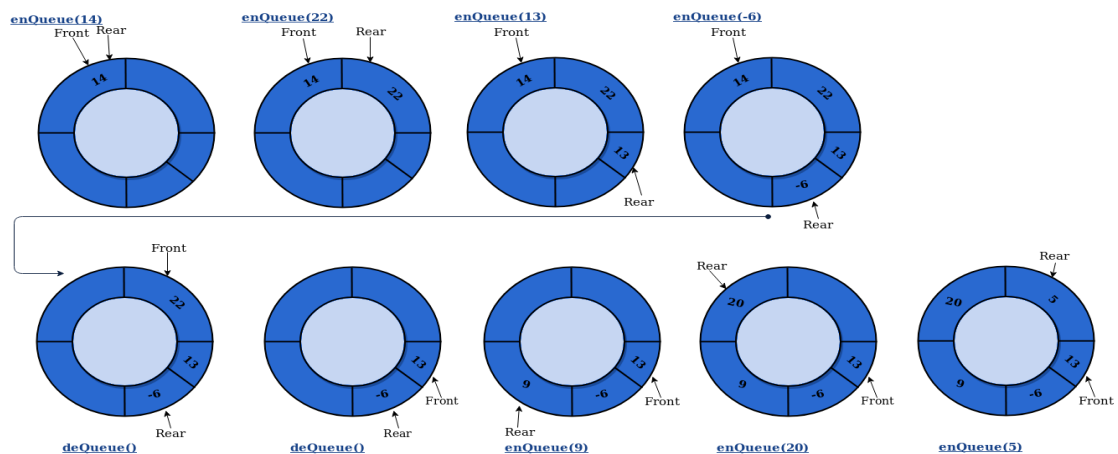 enQueue(14)
Front
Rear
14
enQueue(22)
Front
Rear
14
22
enQueue(13)
Front
14
22
13
Rear
enQueue(-6)
Front
14
22
13
-6
Rear
Front
22
13
-6
Rear
deQueue()
13
-6
Front
Rear
deQueue()
13
9
-6
Front
Rear
enQueue(9)
Rear
20
13
9
-6
Front
enQueue(20)
Rear
20
5
13
9
-6
Front
enQueue(5)